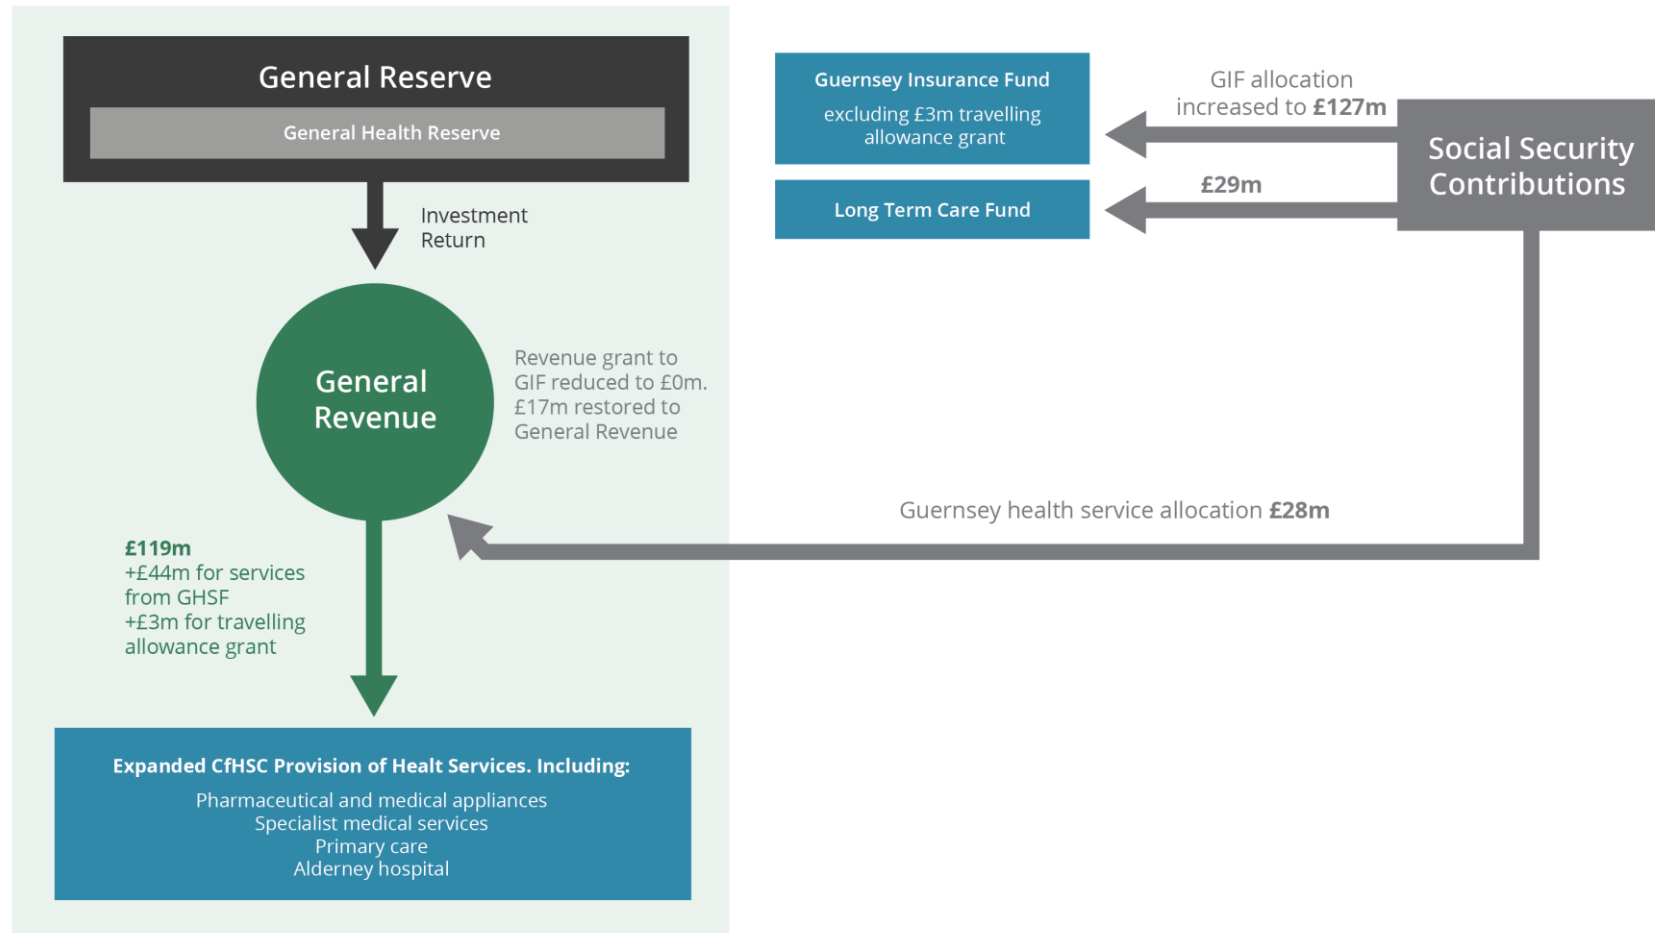 General Reserve
General Health Reserve
Investment
Return
General
Revenue
Revenue grant to
GIF reduced to £0m.
£17m restored to
General Revenue
£119m
+£44m for services
from GHSF
+£3m for travelling
allowance grant
Expanded CfHSC Provision of Healt Services. Including:
Pharmaceutical and medical appliances
Specialist medical services
Primary care
Alderney hospital
Guernsey Insurance Fund
excluding £3m travelling
allowance grant
Long Term Care Fund
GIF allocation
increased to £127m
£29m
Social Security
Contributions
Guernsey health service allocation £28m